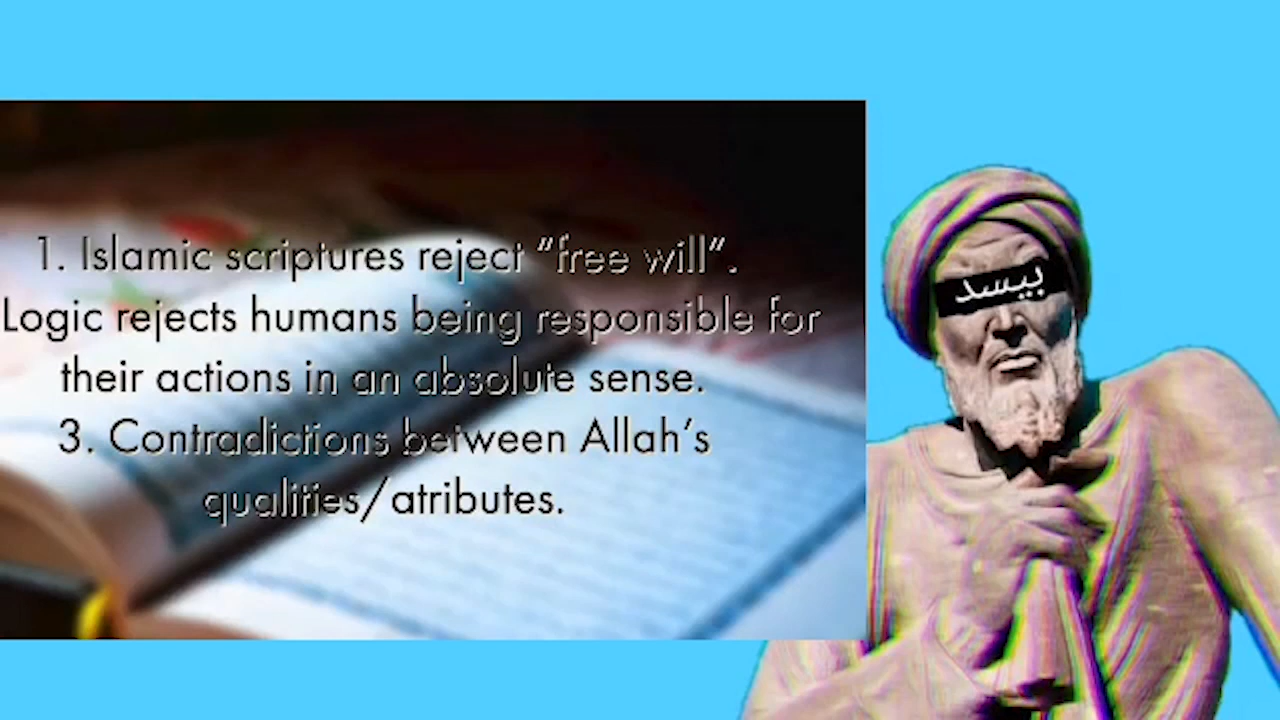 1. Islamic scriptures reject “free will”.
Logic rejects humans being responsible for
their actions in an absolute sense.
3. Contradictions between Allah’s
qualities/atributes.
بيسد